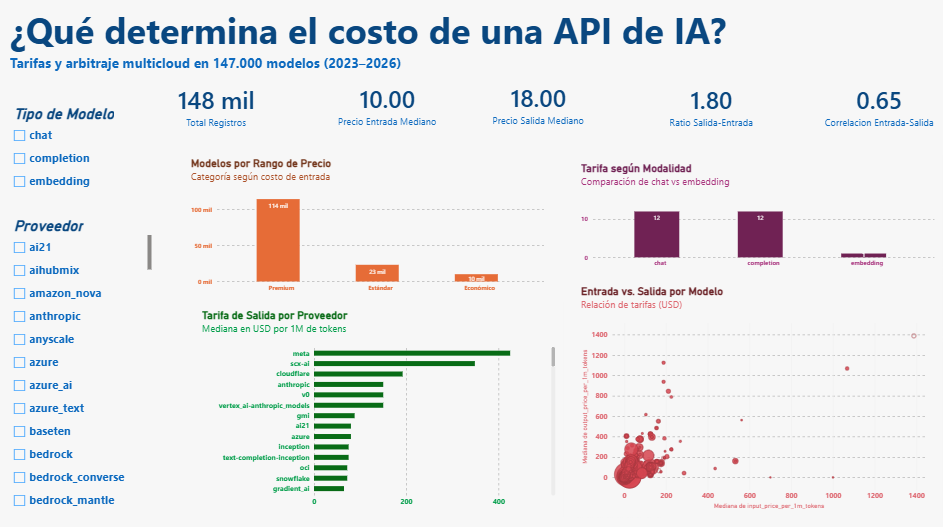 ¿Qué determina el costo de una API de IA?
Tarifas y arbitraje multicloud en 147.000 modelos (2023–2026)
148 mil
Total Registros
10.00
Precio Entrada Mediano
18.00
Precio Salida Mediano
1.80
Ratio Salida-Entrada
0.65
Correlacion Entrada-Salida
Tipo de Modelo
chat
completion
embedding
Proveedor
ai21
aihubmix
amazon_nova
anthropic
anyscale
azure
azure_ai
azure_text
baseten
bedrock
bedrock_converse
bedrock_mantle
Modelos por Rango de Precio
Categoría según costo de entrada
100 mil
50 mil
0 mil
114 mil
23 mil
10 mil
Premium
Estándar
Económico
Tarifa de Salida por Proveedor
Mediana en USD por 1M de tokens
meta
scx-ai
cloudflare
anthropic
v0
vertex_ai-anthropic_models
gmi
ai21
azure
inception
text-completion-inception
oci
snowflake
gradient_ai
0
200
400
Tarifa según Modalidad
Comparación de chat vs embedding
10
0
12
12
chat
completion
embedding
Entrada vs. Salida por Modelo
Relación de tarifas (USD)
Mediana de output_price_per_1m_tokens
1400
1200
1000
800
600
400
200
0
0
200
400
600
800
1000
1200
1400
Mediana de input_price_per_1m_tokens